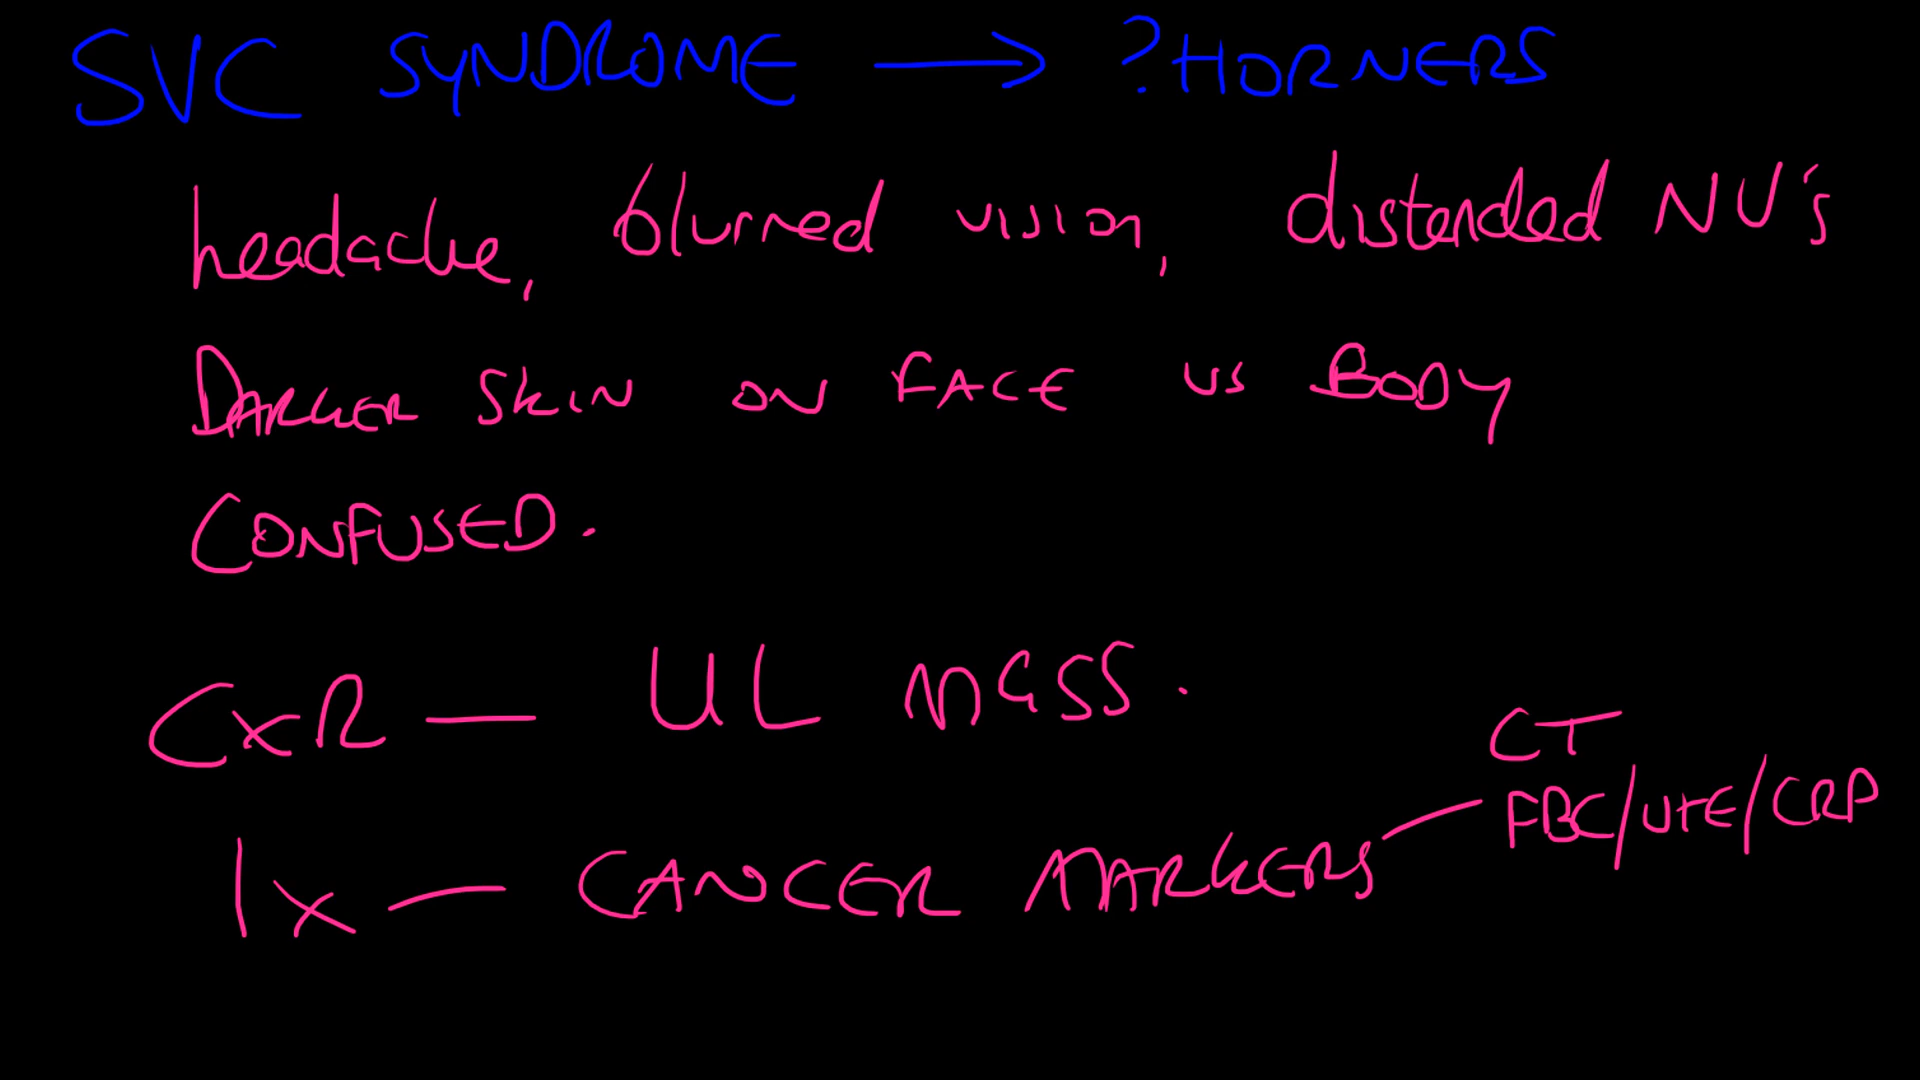 SVC SYNDROME → ? HORNERS
headache, blurred vision, distended NV's
DARKER SKIN ON FACE vs BODY
CONFUSED.
CxR — UL MASS.
CT
FBC/U+E/CRP
Ix — CANCER MARKERS